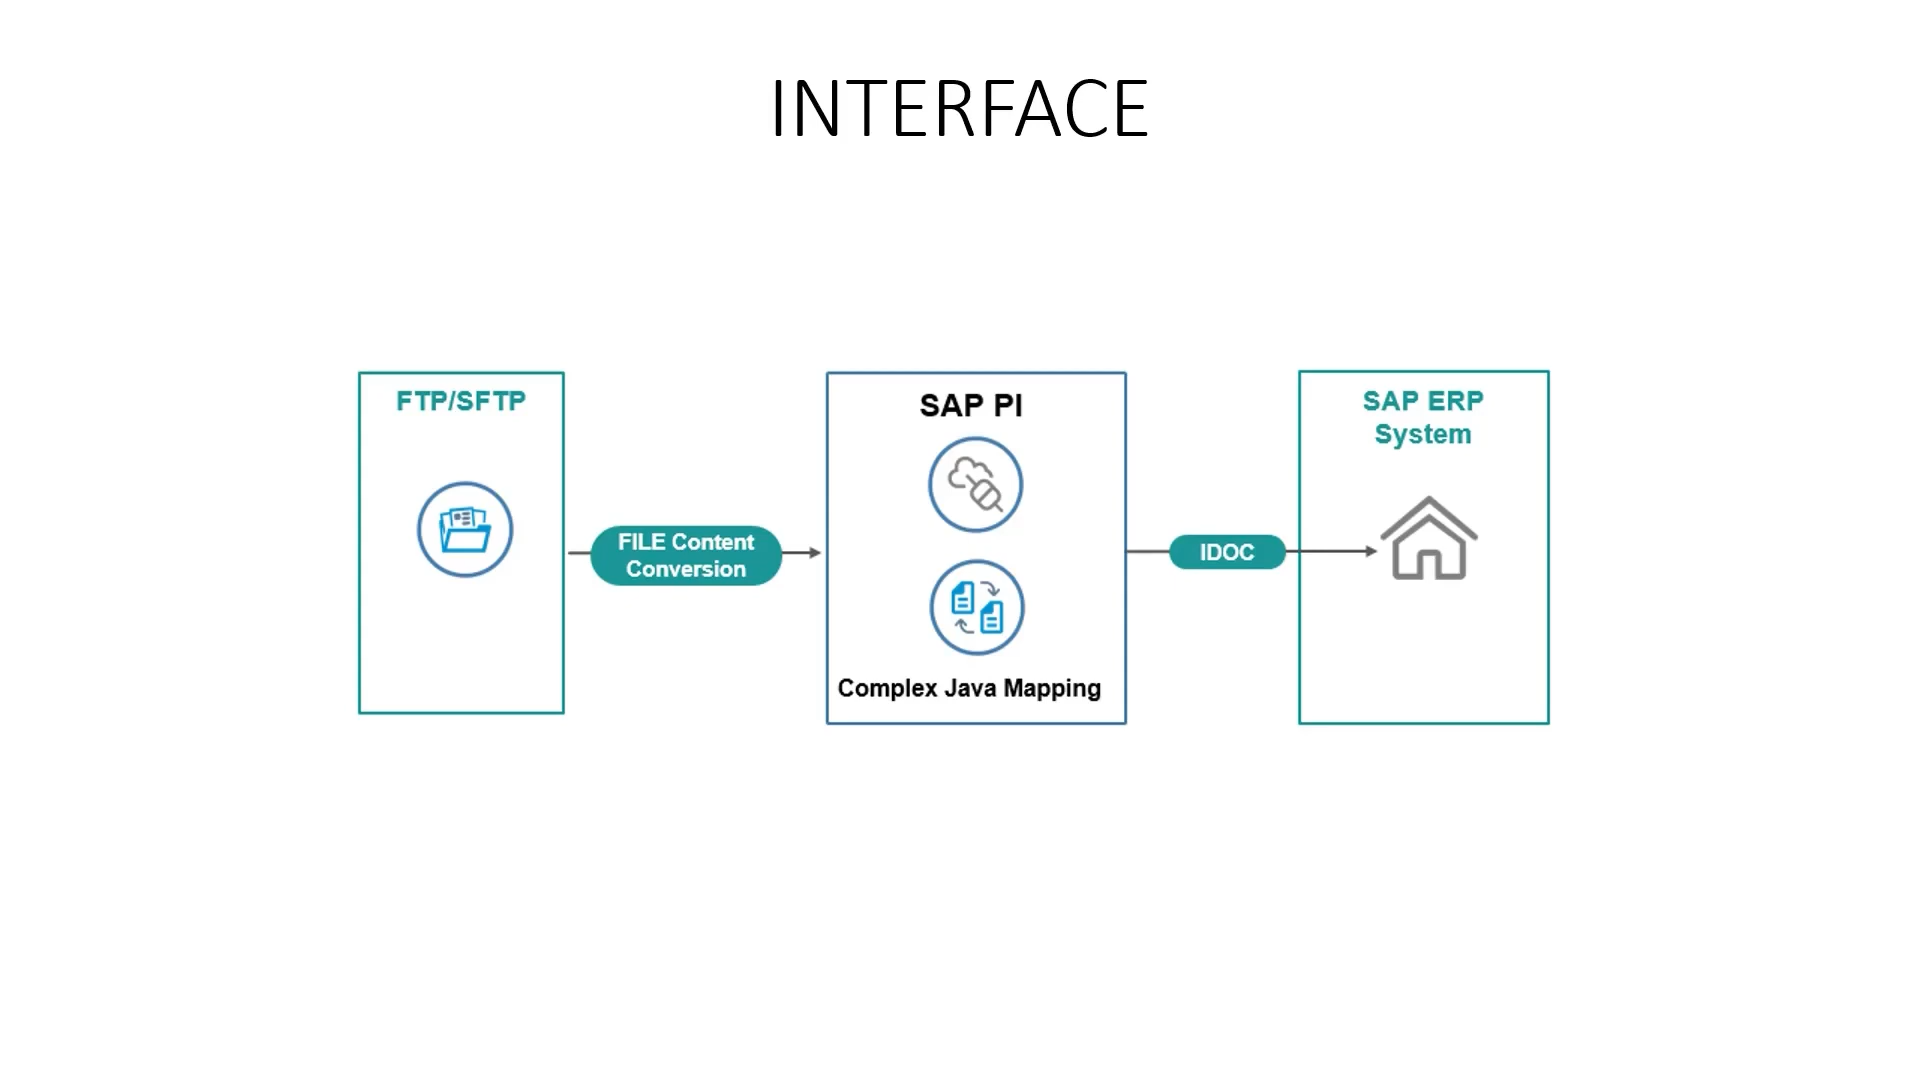 INTERFACE
FTP/SFTP
FILE Content
Conversion
SAP PI
Complex Java Mapping
IDOC
SAP ERP
System